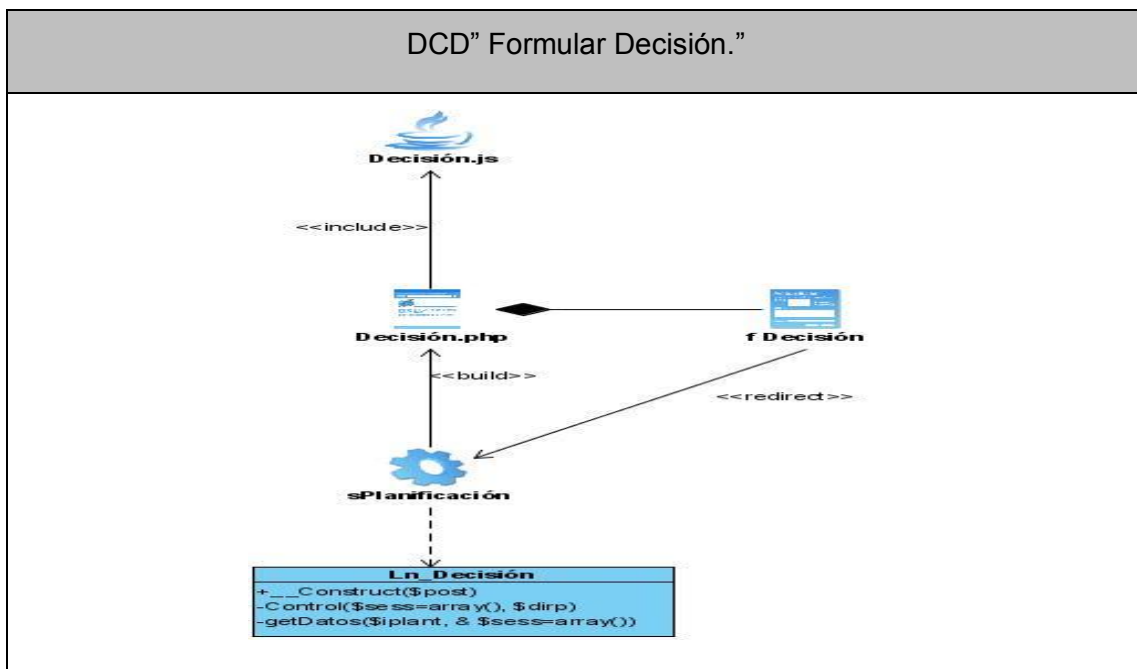 DCD” Formular Decisión.”
Decisión.js
<<include>>
Decisión.php
f Decisión
<<build>>
<<redirect>>
sPlanificación
Ln_Decisión
+__Construct($post)
-Control($sess=array(), $dirp)
-getDatos($iplant, & $sess=array())